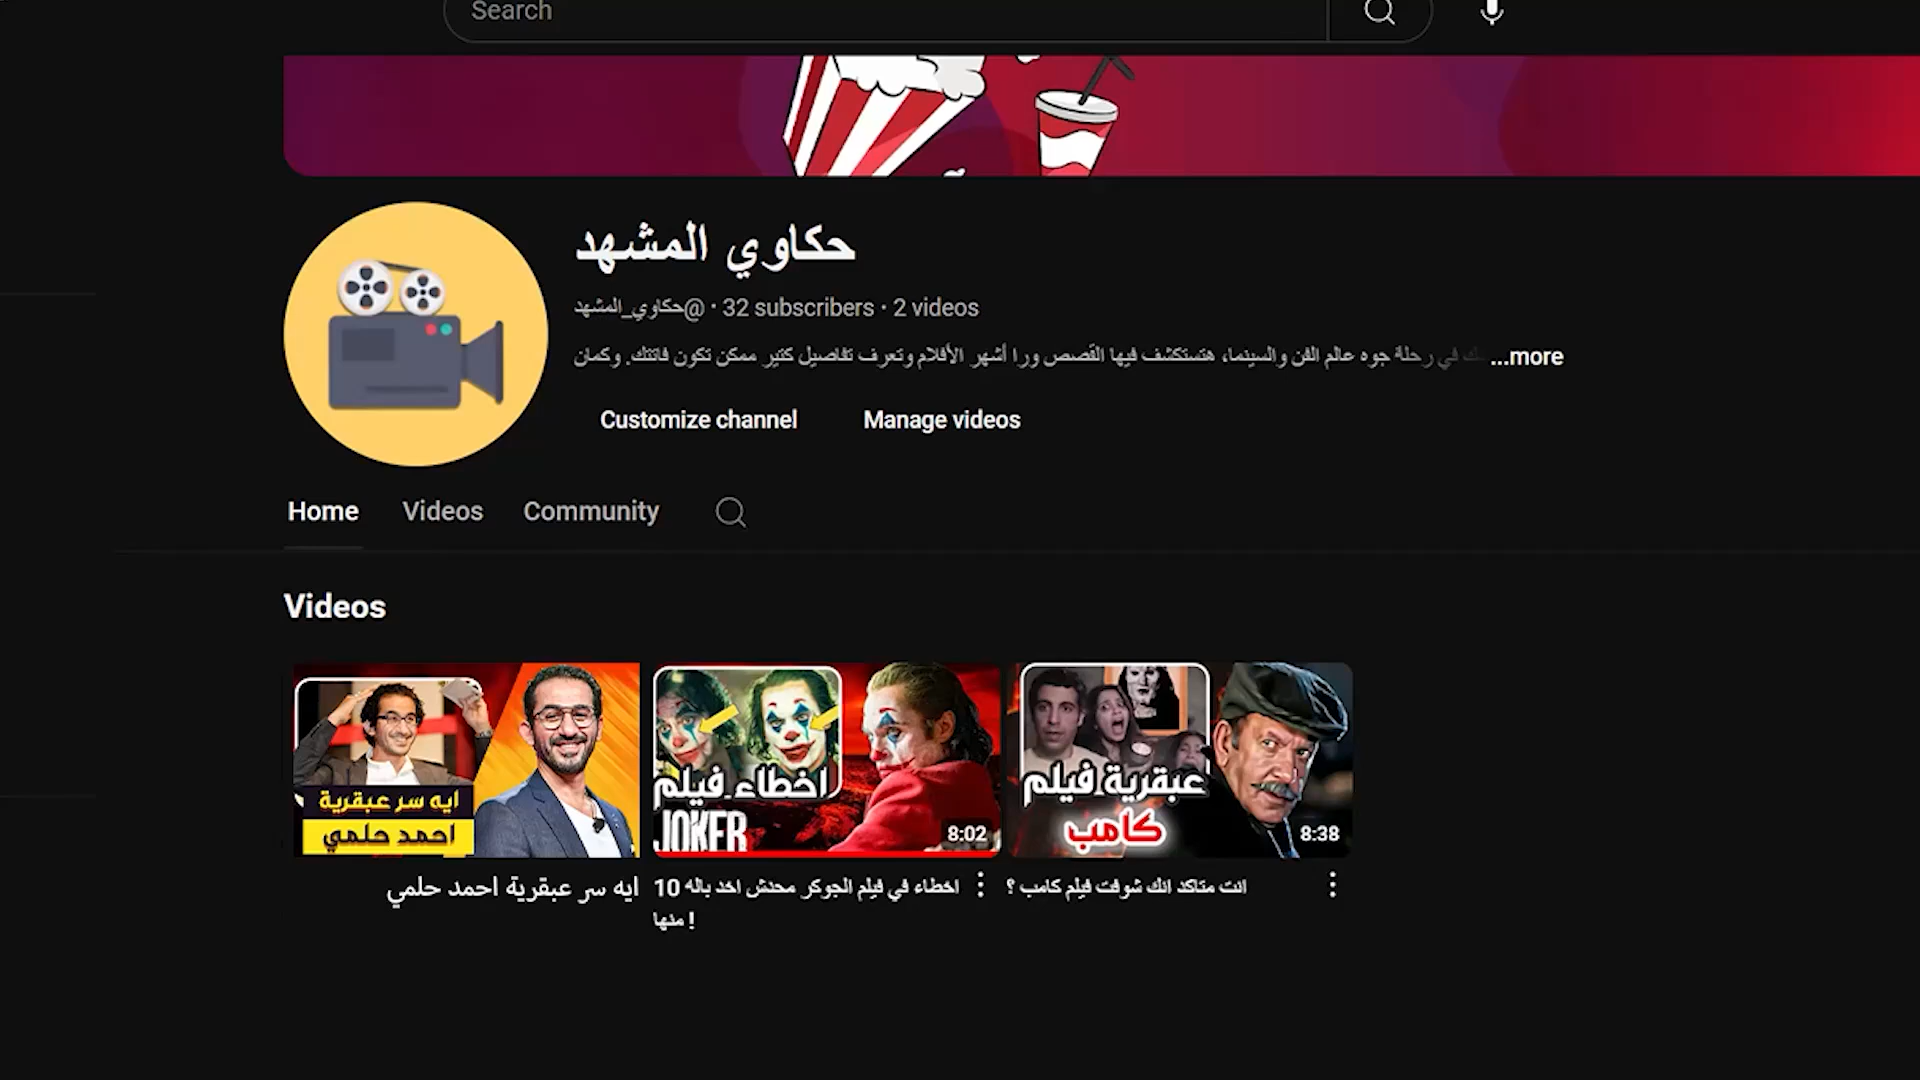 Search
حكاوي المشهد
@حكاوي_المشهد · 32 subscribers · 2 videos
في رحلة جوه عالم الفن والسينما، هتستكشف فيها القصص ورا أشهر الأفلام وتعرف تفاصيل كتير ممكن تكون فاتتك. وكمان ...more
Customize channel
Manage videos
Home
Videos
Community
Videos
ايه سر عبقرية
احمد حلمي
ايه سر عبقرية احمد حلمي
اخطاء فيلم
JOKER
8:02
10 اخطاء في فيلم الجوكر محدش اخد باله
منها !
عبقرية فيلم
كامب
8:38
انت متاكد انك شوفت فيلم كامب ؟